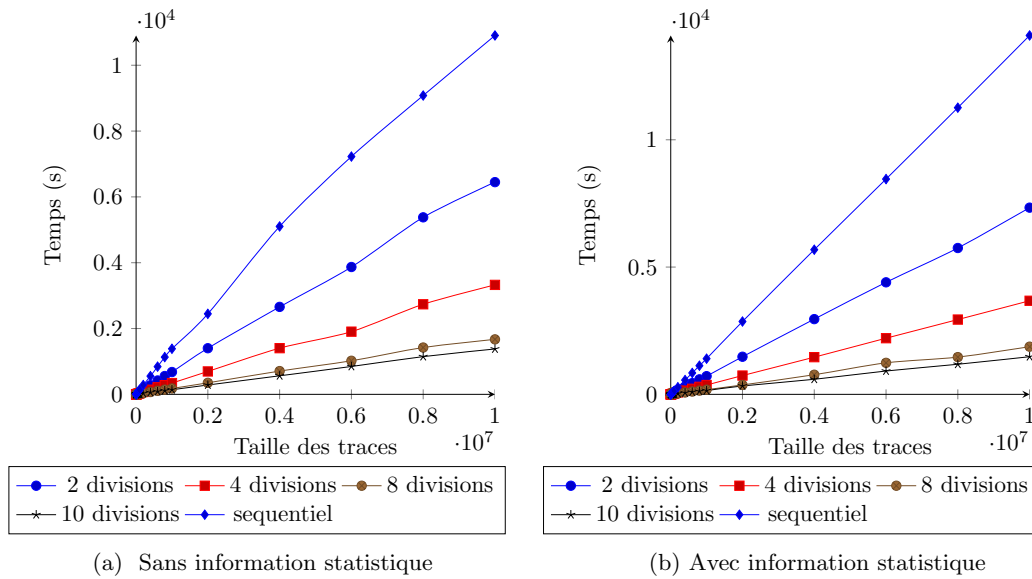 ·10^4
1
0.8
0.6
0.4
0.2
0
Temps (s)
0 0.2 0.4 0.6 0.8 1
Taille des traces
·10^7
2 divisions 4 divisions 8 divisions
10 divisions sequentiel
(a) Sans information statistique
·10^4
1
0.5
0
Temps (s)
0 0.2 0.4 0.6 0.8 1
Taille des traces
·10^7
2 divisions 4 divisions 8 divisions
10 divisions sequentiel
(b) Avec information statistique